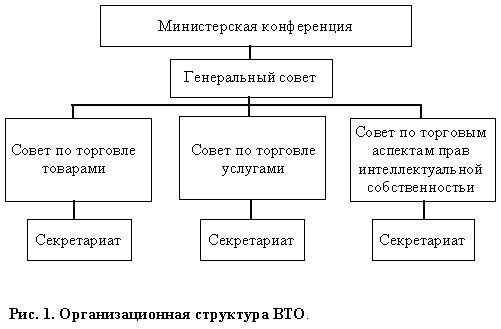 Министерская конференция
Генеральный совет
Совет по торговле
товарами
Совет по торговле
услугами
Совет по торговым
аспектам прав
интеллектуальной
собственностьи
Секретариат
Секретариат
Секретариат
Рис. 1. Организационная структура ВТО.